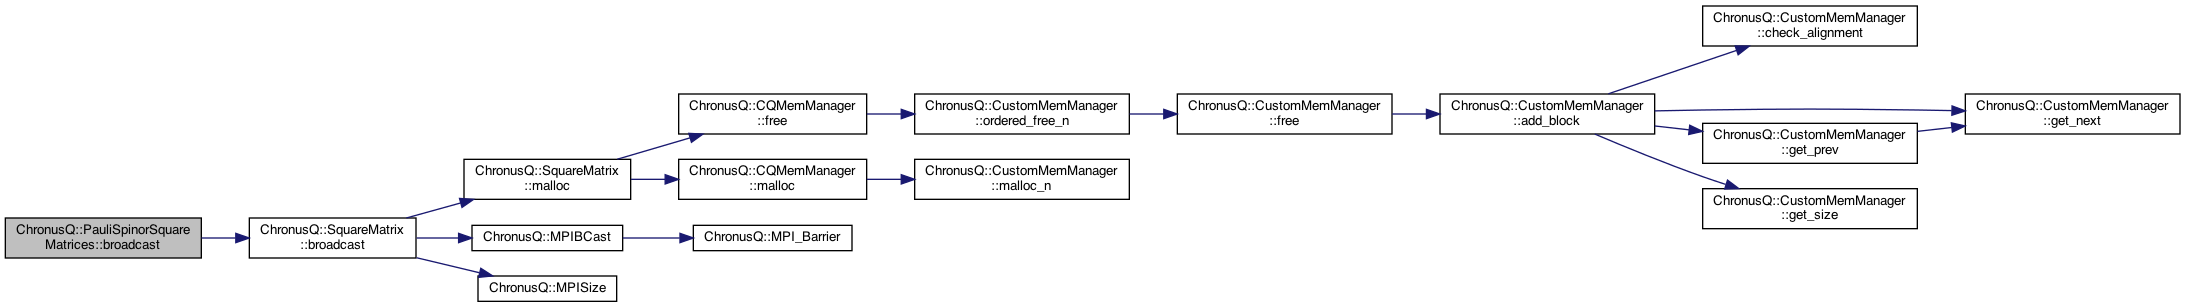 ChronusQ::PauliSpinorSquare
Matrices::broadcast
ChronusQ::SquareMatrix
::broadcast
ChronusQ::SquareMatrix
::malloc
ChronusQ::MPIBCast
ChronusQ::MPISize
ChronusQ::CQMemManager
::free
ChronusQ::CQMemManager
::malloc
ChronusQ::MPI_Barrier
ChronusQ::CustomMemManager
::ordered_free_n
ChronusQ::CustomMemManager
::malloc_n
ChronusQ::CustomMemManager
::free
ChronusQ::CustomMemManager
::add_block
ChronusQ::CustomMemManager
::check_alignment
ChronusQ::CustomMemManager
::get_prev
ChronusQ::CustomMemManager
::get_size
ChronusQ::CustomMemManager
::get_next